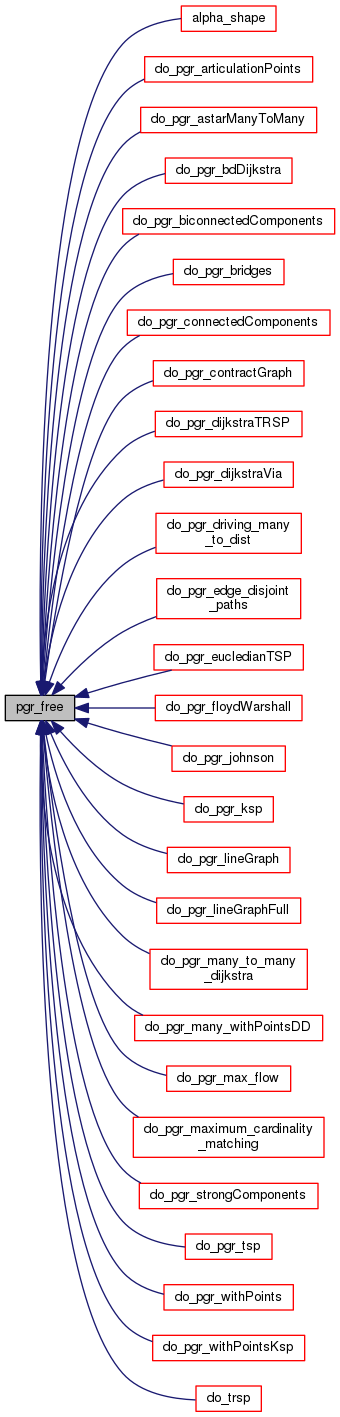 alpha_shape
do_pgr_articulationPoints
do_pgr_astarManyToMany
do_pgr_bdDijkstra
do_pgr_biconnectedComponents
do_pgr_bridges
do_pgr_connectedComponents
do_pgr_contractGraph
do_pgr_dijkstraTRSP
do_pgr_dijkstraVia
do_pgr_driving_many
_to_dist
do_pgr_edge_disjoint
_paths
do_pgr_eucledianTSP
pgr_free
do_pgr_floydWarshall
do_pgr_johnson
do_pgr_ksp
do_pgr_lineGraph
do_pgr_lineGraphFull
do_pgr_many_to_many
_dijkstra
do_pgr_many_withPointsDD
do_pgr_max_flow
do_pgr_maximum_cardinality
_matching
do_pgr_strongComponents
do_pgr_tsp
do_pgr_withPoints
do_pgr_withPointsKsp
do_trsp